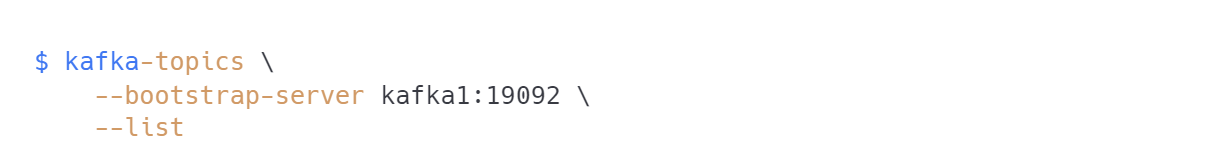 $ kafka-topics \
    --bootstrap-server kafka1:19092 \
    --list